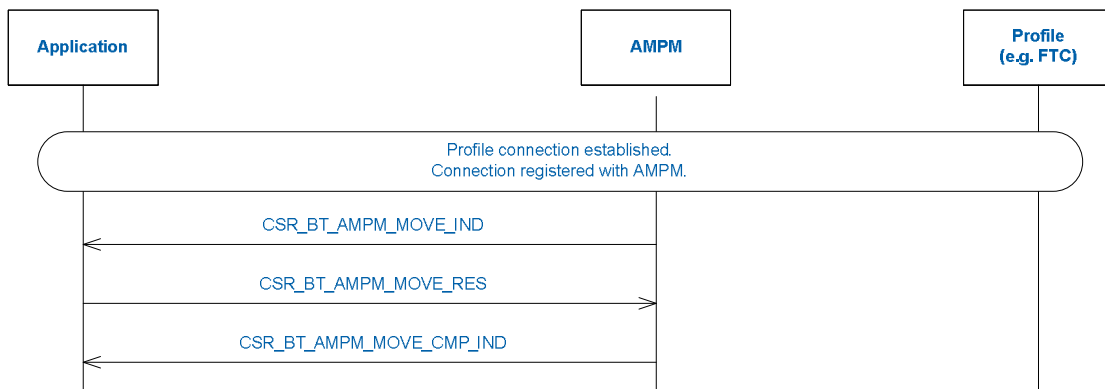 Application
AMPM
Profile
(e.g. FTC)
Profile connection established.
Connection registered with AMPM.
CSR_BT_AMPM_MOVE_IND
CSR_BT_AMPM_MOVE_RES
CSR_BT_AMPM_MOVE_CMP_IND